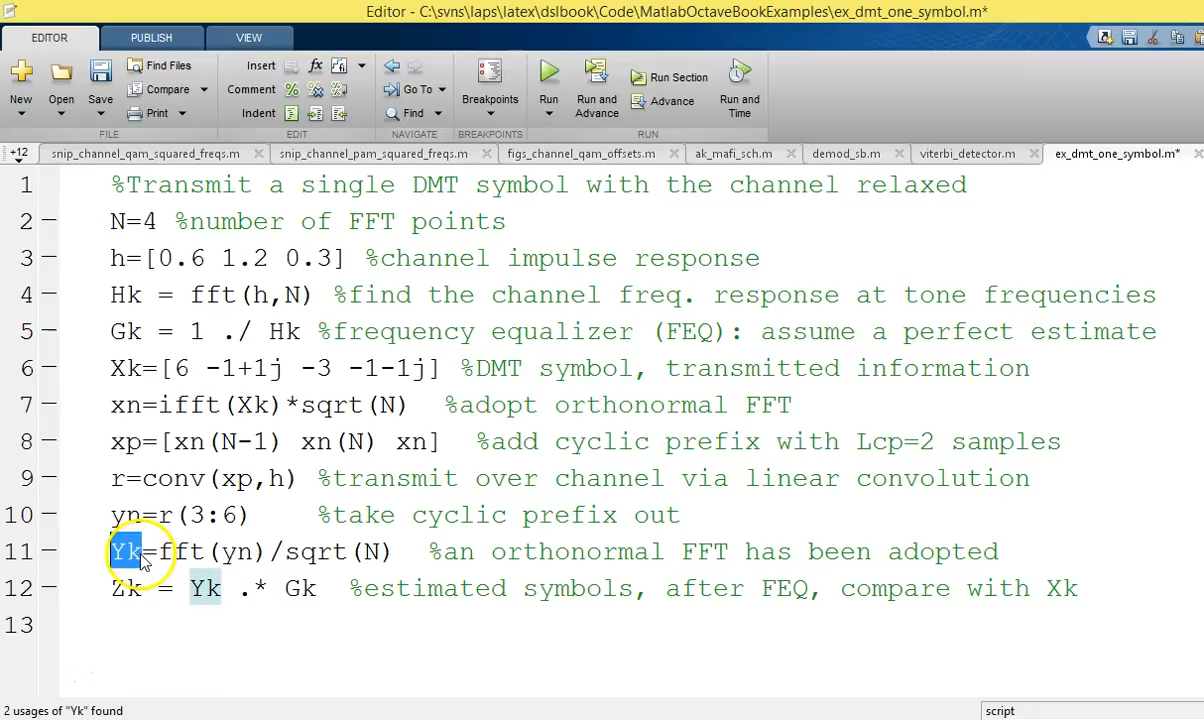 Editor - C:\svns\laps\latex\dslbook\Code\MatlabOctaveBookExamples\ex_dmt_one_symbol.m*
EDITOR PUBLISH VIEW
New Open Save Find Files Compare Print
Insert Comment Indent
Go To Find
Breakpoints
Run Run and Advance Run Section Advance Run and Time
FILE EDIT NAVIGATE BREAKPOINTS RUN
+12 snip_channel_qam_squared_freqs.m snip_channel_pam_squared_freqs.m figs_channel_qam_offsets.m ak_mafi_sch.m demod_sb.m viterbi_detector.m ex_dmt_one_symbol.m*
1 %Transmit a single DMT symbol with the channel relaxed
2 – N=4 %number of FFT points
3 – h=[0.6 1.2 0.3] %channel impulse response
4 – Hk = fft(h,N) %find the channel freq. response at tone frequencies
5 – Gk = 1 ./ Hk %frequency equalizer (FEQ): assume a perfect estimate
6 – Xk=[6 -1+1j -3 -1-1j] %DMT symbol, transmitted information
7 – xn=ifft(Xk)*sqrt(N) %adopt orthonormal FFT
8 – xp=[xn(N-1) xn(N) xn] %add cyclic prefix with Lcp=2 samples
9 – r=conv(xp,h) %transmit over channel via linear convolution
10 – yn=r(3:6) %take cyclic prefix out
11 – Yk=fft(yn)/sqrt(N) %an orthonormal FFT has been adopted
12 – Zk = Yk .* Gk %estimated symbols, after FEQ, compare with Xk
13
2 usages of "Yk" found script